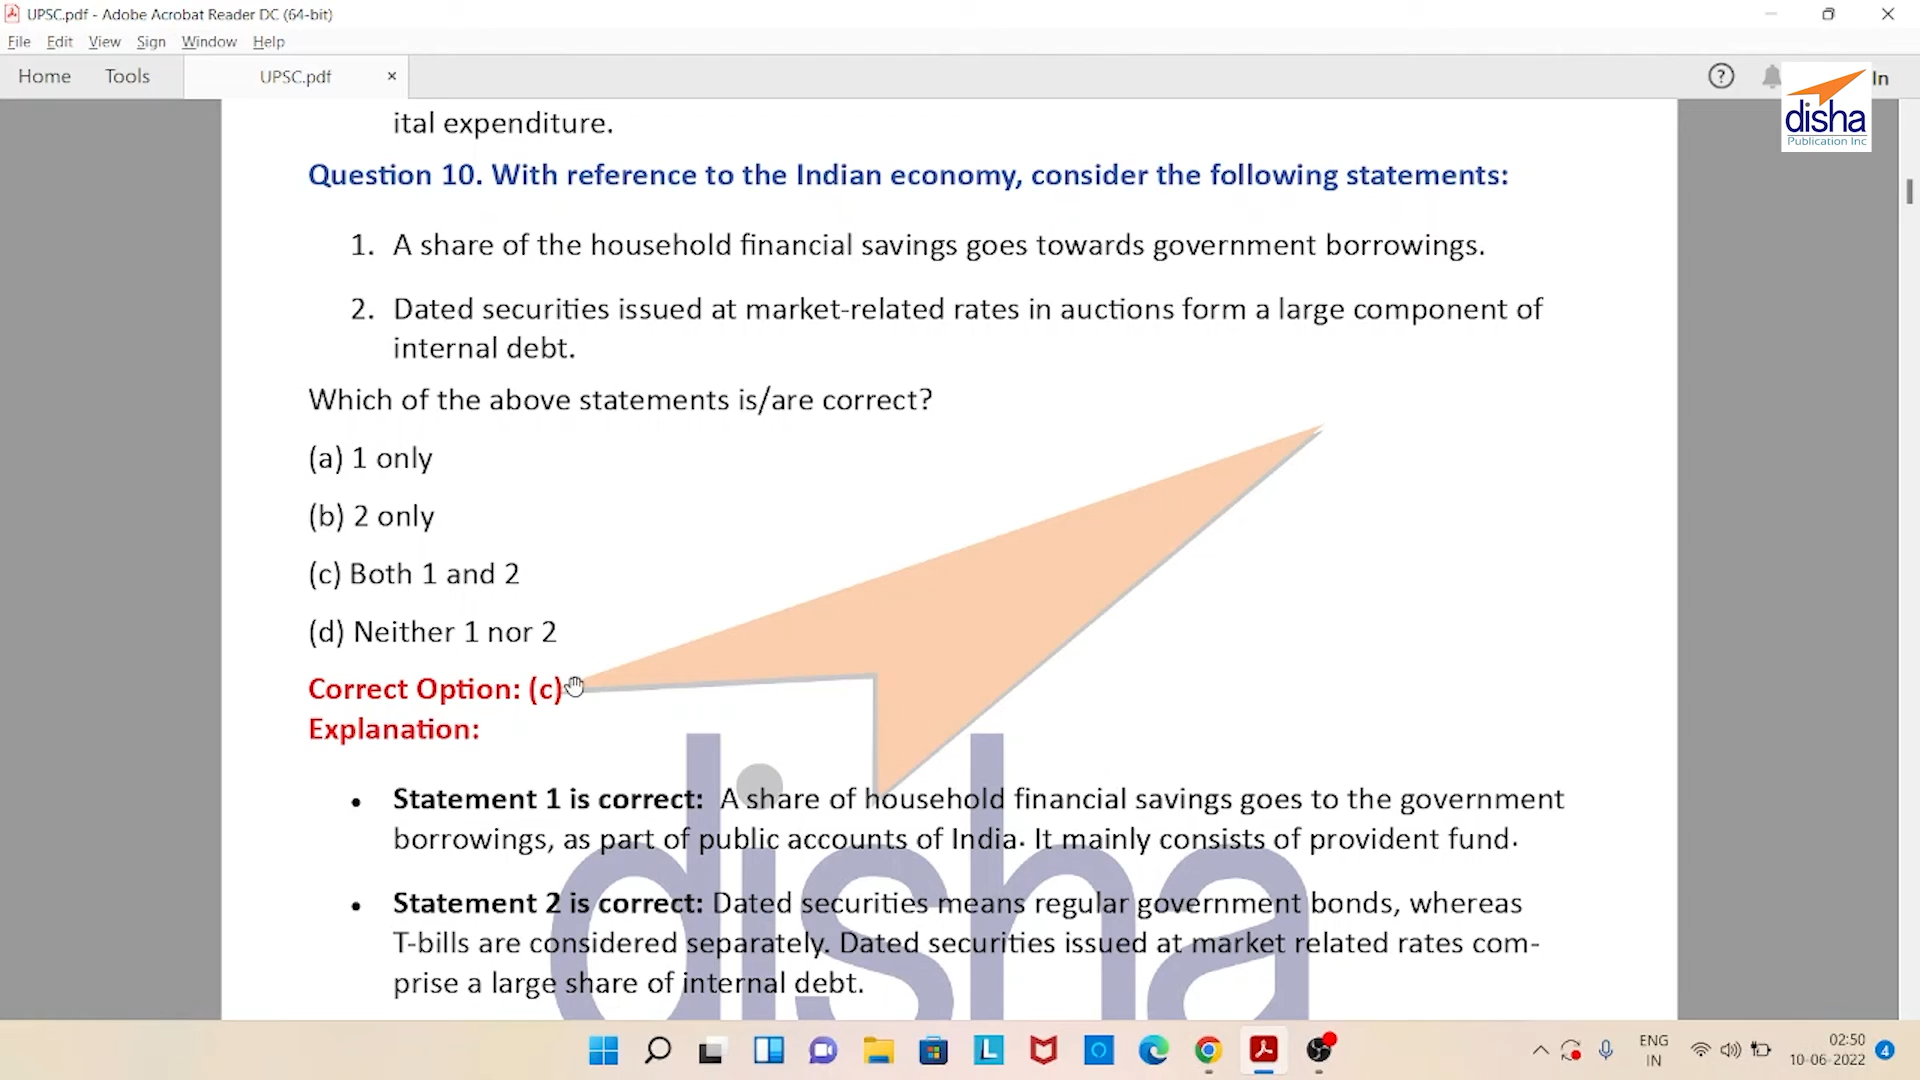 UPSC.pdf - Adobe Acrobat Reader DC (64-bit)
File Edit View Sign Window Help
Home Tools UPSC.pdf × ? In
disha
Publication Inc
ital expenditure.
Question 10. With reference to the Indian economy, consider the following statements:
1. A share of the household financial savings goes towards government borrowings.
2. Dated securities issued at market-related rates in auctions form a large component of
internal debt.
Which of the above statements is/are correct?
(a) 1 only
(b) 2 only
(c) Both 1 and 2
(d) Neither 1 nor 2
Correct Option: (c)
Explanation:
• Statement 1 is correct: A share of household financial savings goes to the government
borrowings, as part of public accounts of India. It mainly consists of provident fund.
• Statement 2 is correct: Dated securities means regular government bonds, whereas
T-bills are considered separately. Dated securities issued at market related rates com-
prise a large share of internal debt.
disha
L
ENG
IN
02:50
10-06-2022
4